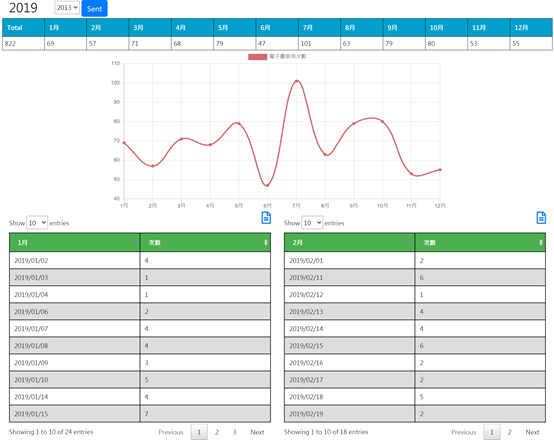 2019 2013 Sent
Total 1月 2月 3月 4月 5月 6月 7月 8月 9月 10月 11月 12月
822 69 57 71 68 79 47 101 63 79 80 53 55
電子書使用次數
110
100
90
80
70
60
50
40
1月 2月 3月 4月 5月 6月 7月 8月 9月 10月 11月 12月
Show 10 entries
1月 次數
2019/01/02 4
2019/01/03 1
2019/01/04 1
2019/01/06 2
2019/01/07 4
2019/01/08 4
2019/01/09 3
2019/01/10 5
2019/01/14 4
2019/01/15 7
Showing 1 to 10 of 24 entries Previous 1 2 3 Next
Show 10 entries
2月 次數
2019/02/01 2
2019/02/11 6
2019/02/12 1
2019/02/13 4
2019/02/14 4
2019/02/15 6
2019/02/16 2
2019/02/17 2
2019/02/18 5
2019/02/19 2
Showing 1 to 10 of 18 entries Previous 1 2 Next